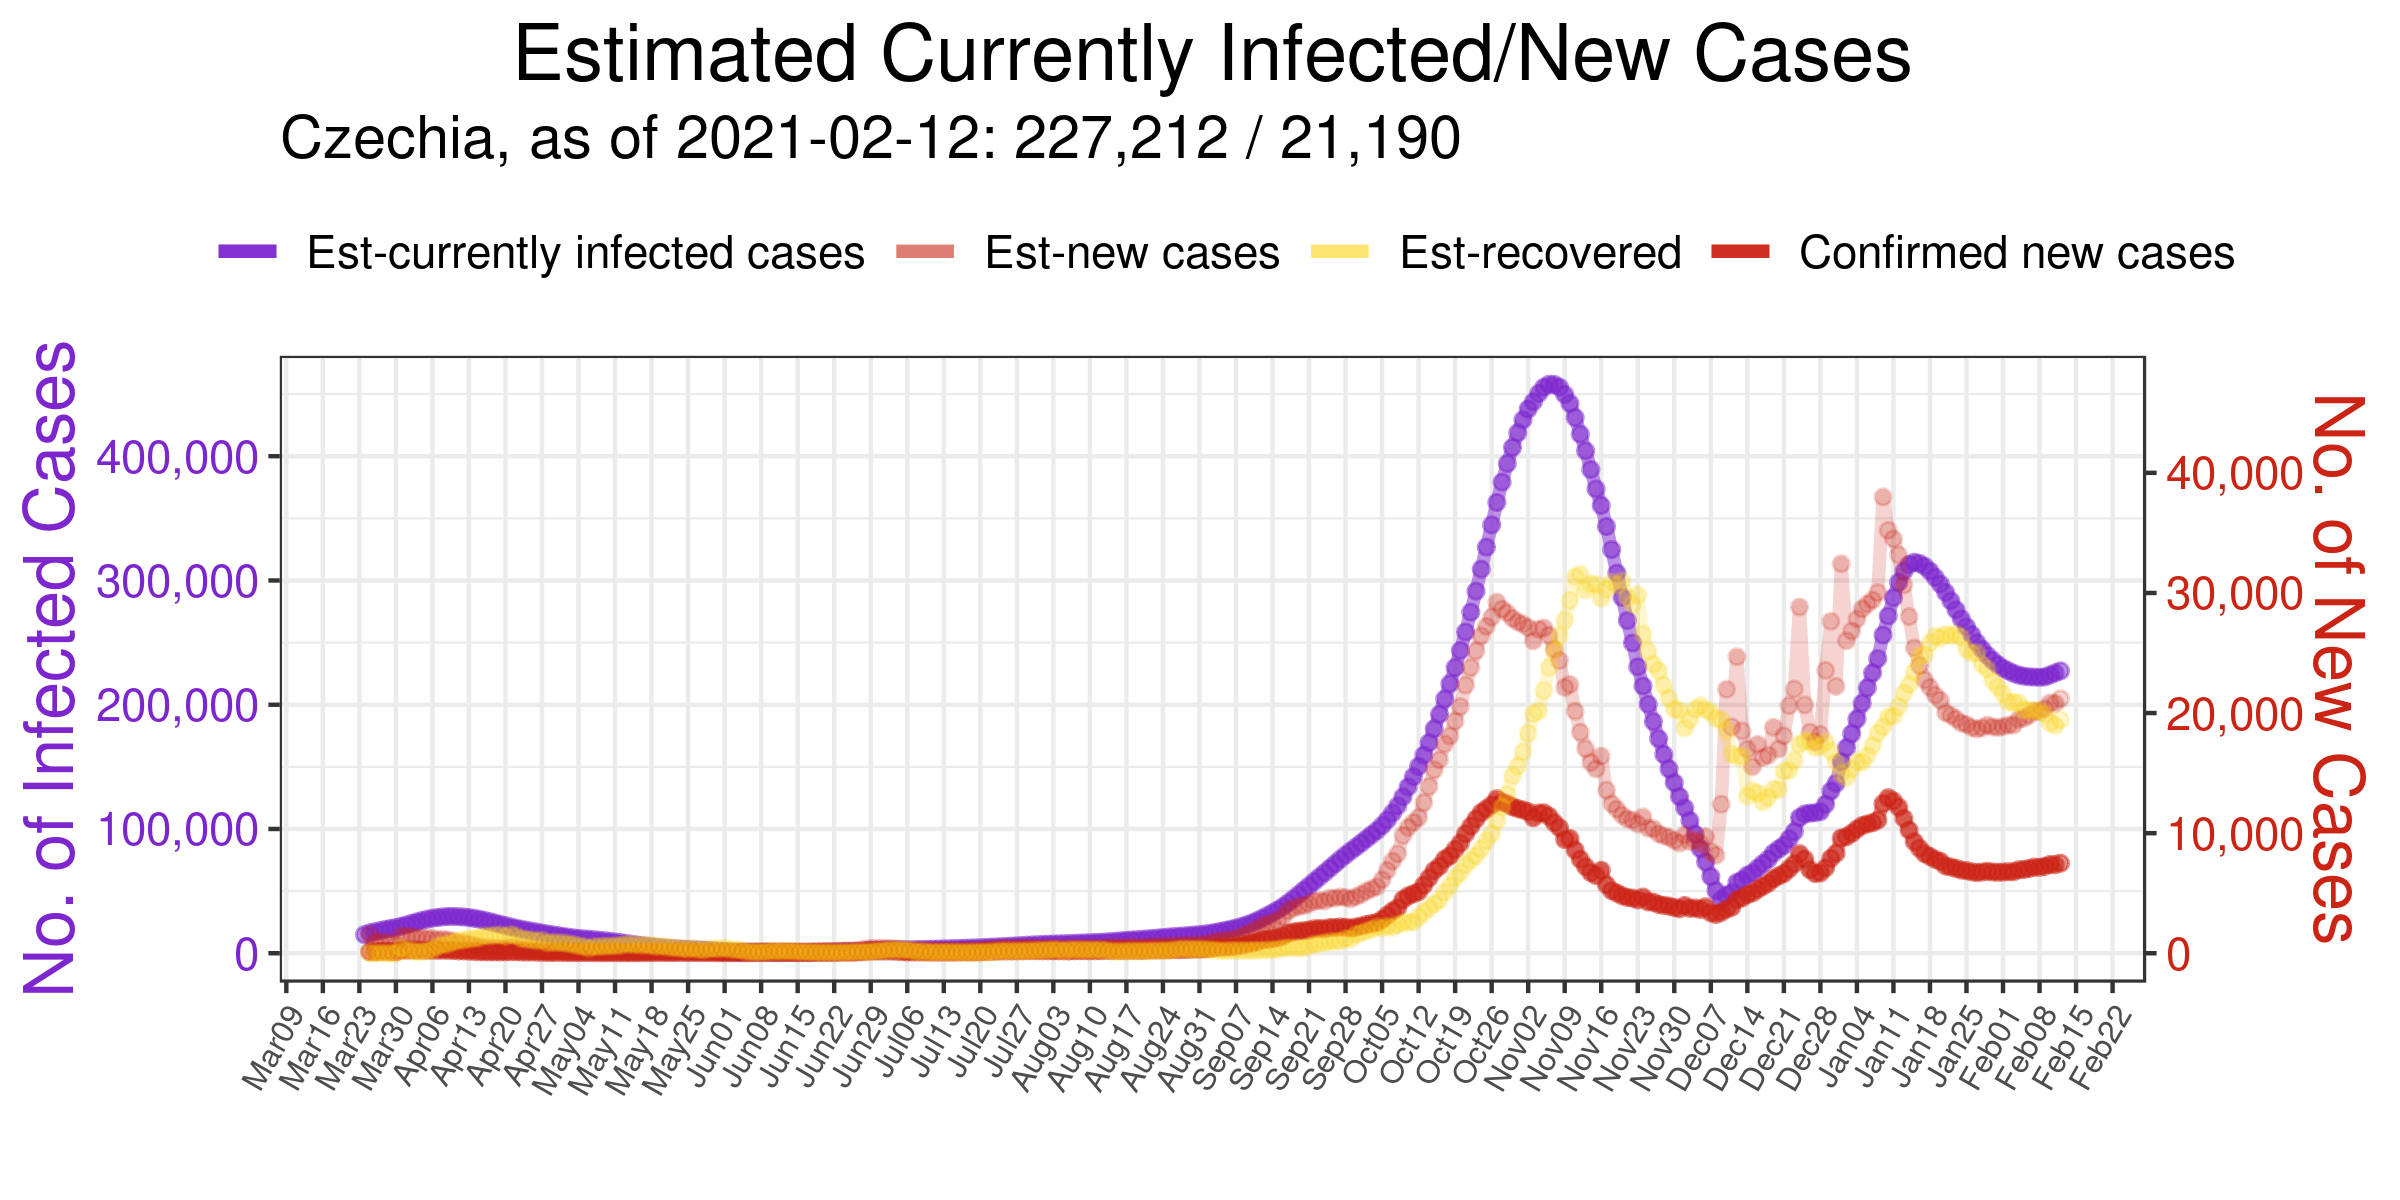 Estimated Currently Infected/New Cases
Czechia, as of 2021-02-12: 227,212 / 21,190
Est-currently infected cases Est-new cases Est-recovered Confirmed new cases
No. of Infected Cases
400,000
300,000
200,000
100,000
0
No. of New Cases
40,000
30,000
20,000
10,000
0
Mar09 Mar16 Mar23 Mar30 Apr06 Apr13 Apr20 Apr27 May04 May11 May18 May25 Jun01 Jun08 Jun15 Jun22 Jun29 Jul06 Jul13 Jul20 Jul27 Aug03 Aug10 Aug17 Aug24 Aug31 Sep07 Sep14 Sep21 Sep28 Oct05 Oct12 Oct19 Oct26 Nov02 Nov09 Nov16 Nov23 Nov30 Dec07 Dec14 Dec21 Dec28 Jan04 Jan11 Jan18 Jan25 Feb01 Feb08 Feb15 Feb22